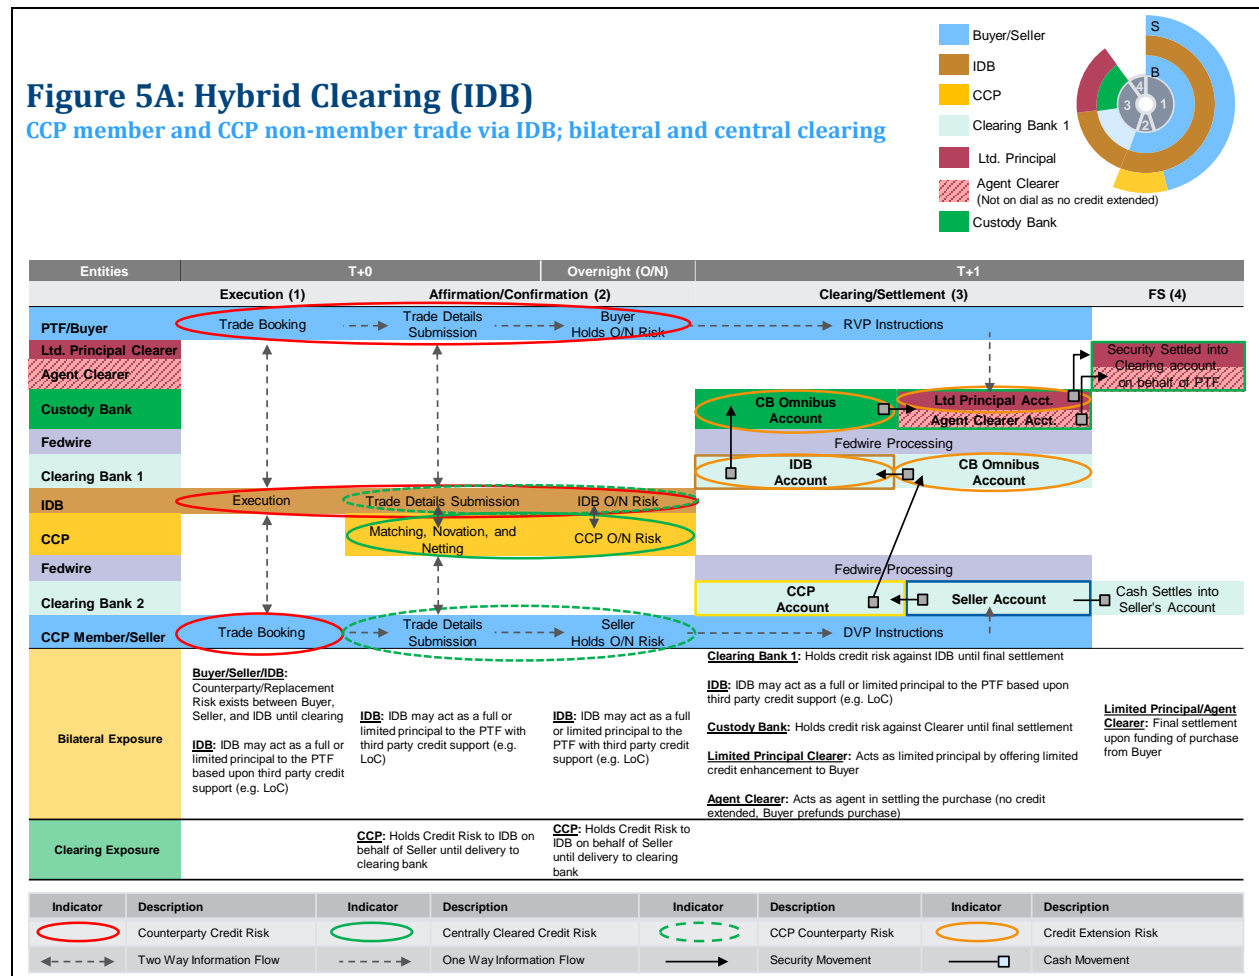 Figure 5A: Hybrid Clearing (IDB)
CCP member and CCP non-member trade via IDB; bilateral and central clearing
Buyer/Seller
IDB
CCP
Clearing Bank 1
Ltd. Principal
Agent Clearer
(Not on dial as no credit extended)
Custody Bank
S
B
4
3
1
2
Entities
T+0
Overnight (O/N)
T+1
Execution (1)
Affirmation/Confirmation (2)
Clearing/Settlement (3)
FS (4)
PTF/Buyer
Trade Booking
Trade Details
Submission
Buyer
Holds O/N Risk
RVP Instructions
Ltd. Principal Clearer
Agent Clearer
Security Settled into
Clearing account
on behalf of PTF
Custody Bank
CB Omnibus
Account
Ltd Principal Acct.
Agent Clearer Acct.
Fedwire
Fedwire Processing
Clearing Bank 1
IDB
Account
CB Omnibus
Account
IDB
Execution
Trade Details Submission
IDB O/N Risk
CCP
Matching, Novation, and
Netting
CCP O/N Risk
Fedwire
Fedwire Processing
Clearing Bank 2
CCP
Account
Seller Account
Cash Settles into
Seller's Account
CCP Member/Seller
Trade Booking
Trade Details
Submission
Seller
Holds O/N Risk
DVP Instructions
Bilateral Exposure
Buyer/Seller/IDB:
Counterparty/Replacement
Risk exists between Buyer,
Seller, and IDB until clearing
IDB: IDB may act as a full or
limited principal to the PTF
based upon third party credit
support (e.g. LoC)
IDB: IDB may act as a full or
limited principal to the PTF with
third party credit support (e.g.
LoC)
IDB: IDB may act as a full
or limited principal to the
PTF with third party credit
support (e.g. LoC)
Clearing Bank 1: Holds credit risk against IDB until final settlement
IDB: IDB may act as a full or limited principal to the PTF based upon
third party credit support (e.g. LoC)
Custody Bank: Holds credit risk against Clearer until final settlement
Limited Principal Clearer: Acts as limited principal by offering limited
credit enhancement to Buyer
Agent Clearer: Acts as agent in settling the purchase (no credit
extended, Buyer prefunds purchase)
Limited Principal/Agent
Clearer: Final settlement
upon funding of purchase
from Buyer
Clearing Exposure
CCP: Holds Credit Risk to IDB on
behalf of Seller until delivery to
clearing bank
CCP: Holds Credit Risk to
IDB on behalf of Seller
until delivery to clearing
bank
Indicator
Description
Indicator
Description
Indicator
Description
Indicator
Description
Counterparty Credit Risk
Centrally Cleared Credit Risk
CCP Counterparty Risk
Credit Extension Risk
Two Way Information Flow
One Way Information Flow
Security Movement
Cash Movement